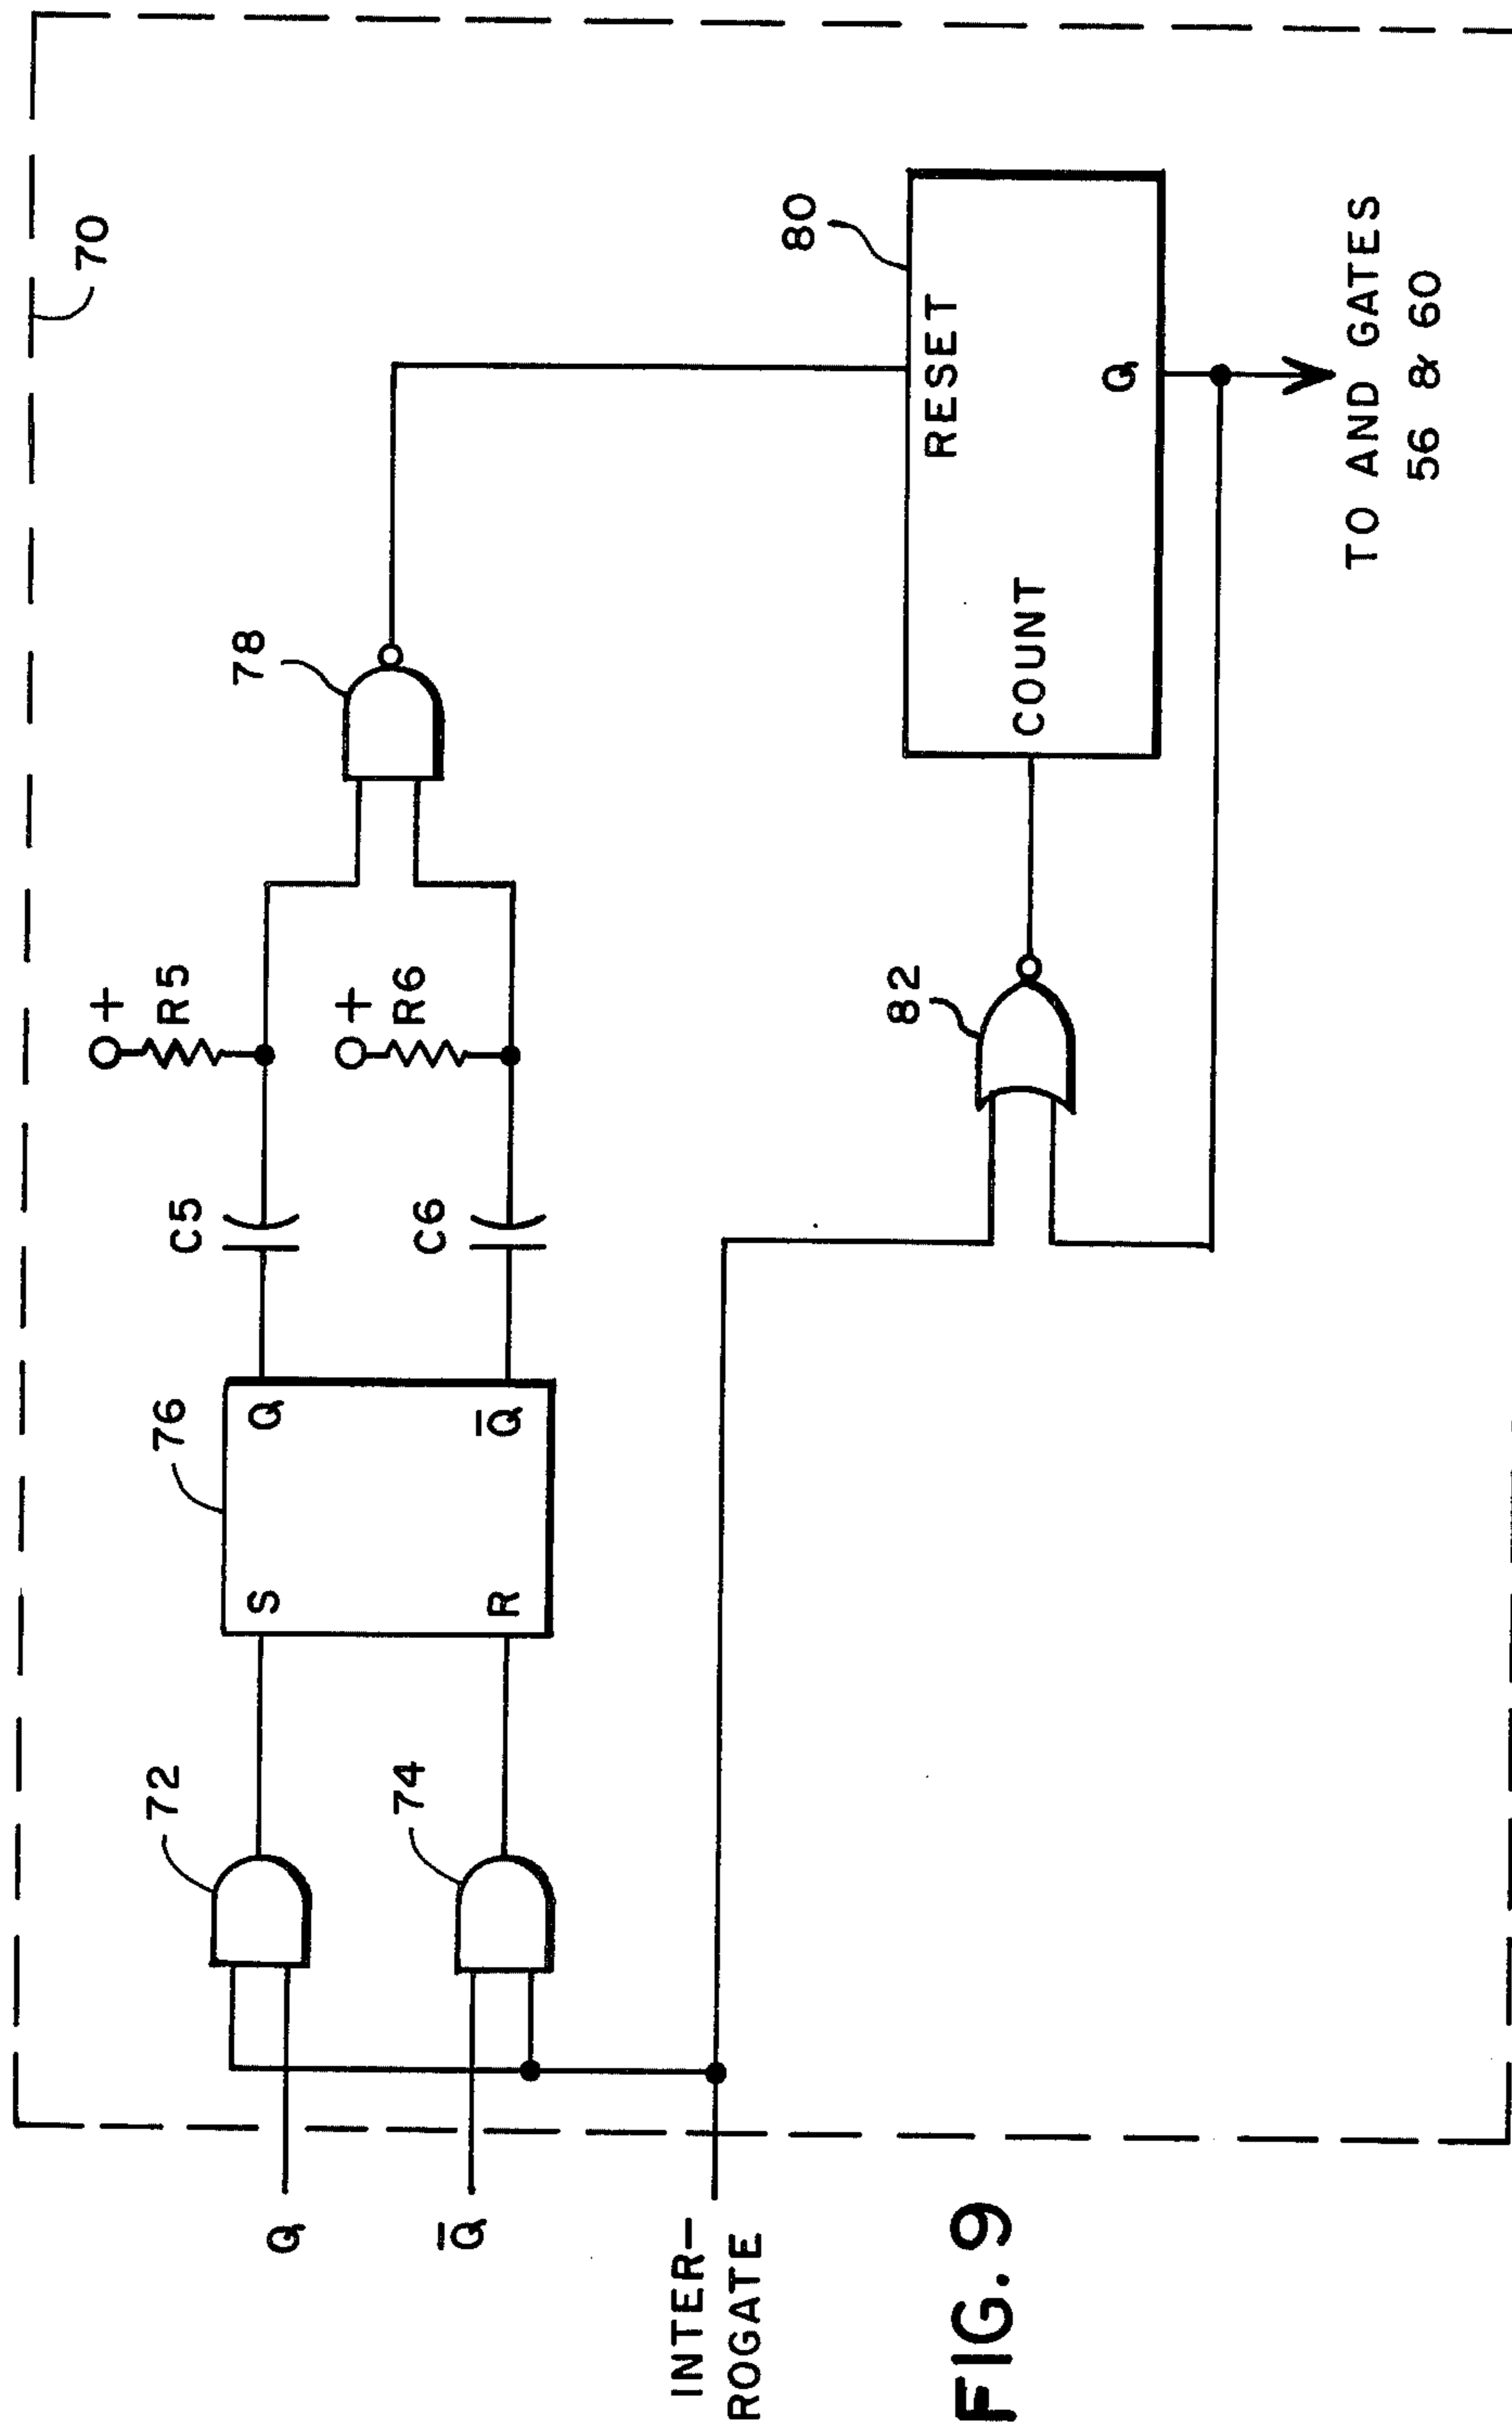 70
72
74
76
78
80
82
C5
C6
+
R5
+
R6
S
R
Q
Q̅
RESET
COUNT
Q
TO AND GATES
56 & 60
Q
Q̅
INTER-
ROGATE
FIG. 9